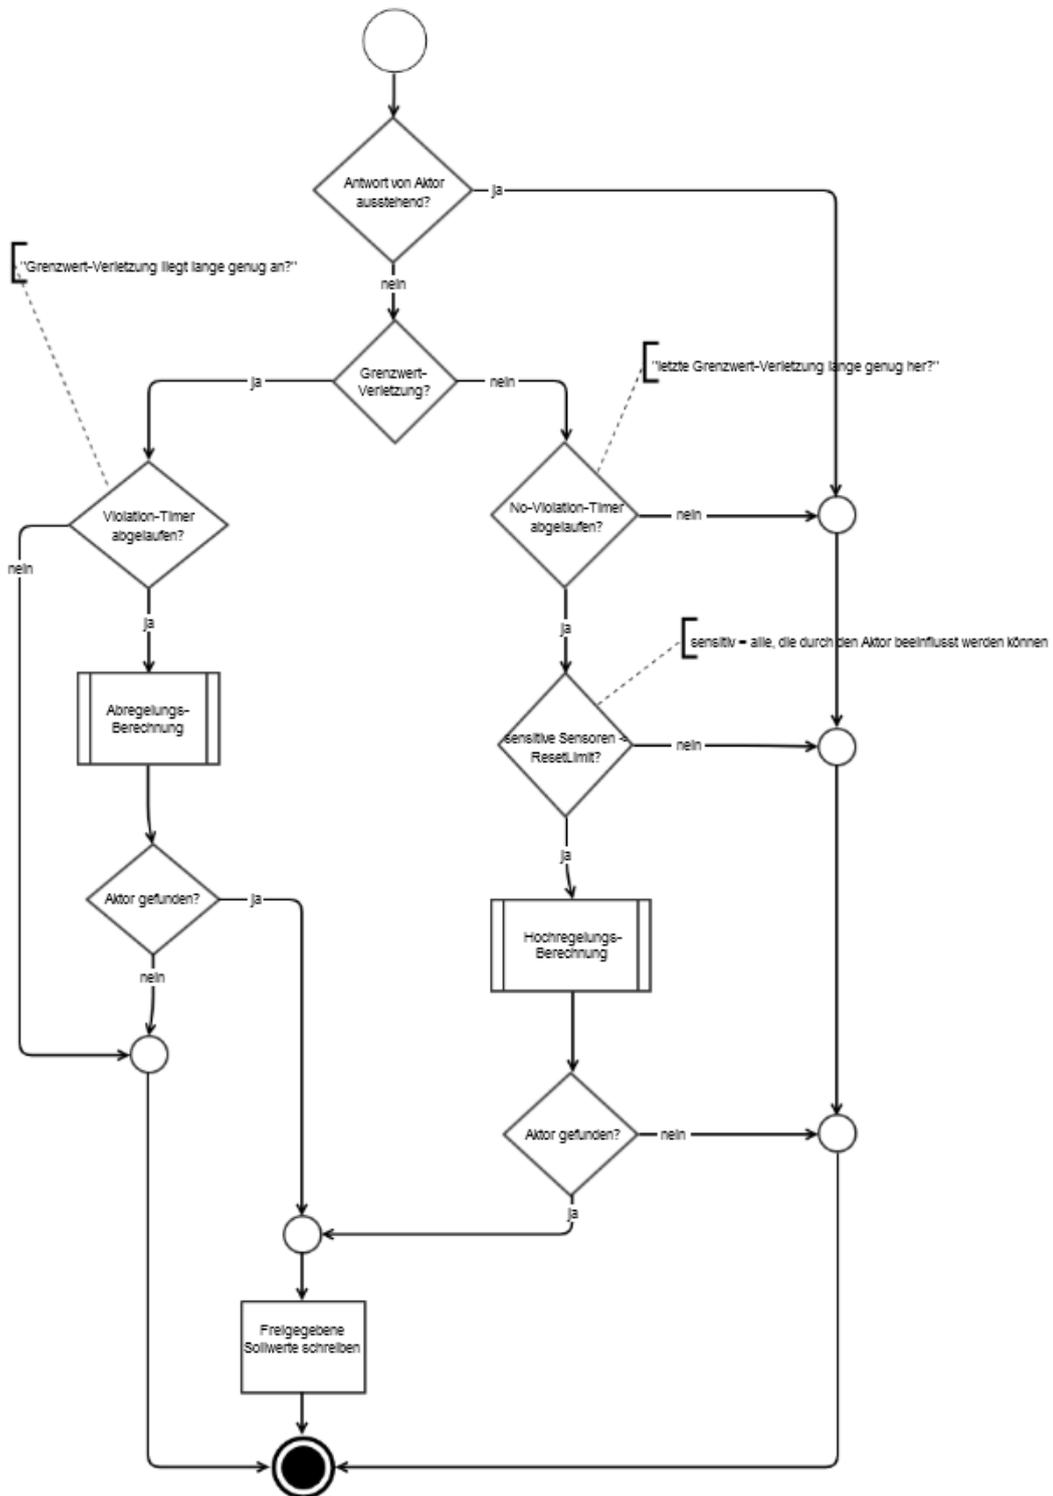 Antwort von Aktor
ausstehend?
ja
nein
"Grenzwert-Verletzung liegt lange genug an?"
Grenzwert-
Verletzung?
ja
nein
"letzte Grenzwert-Verletzung lange genug her?"
Violation-Timer
abgelaufen?
nein
ja
No-Violation-Timer
abgelaufen?
nein
ja
sensitiv = alle, die durch den Aktor beeinflusst werden können
Abregelungs-
Berechnung
sensitive Sensoren <
ResetLimit?
nein
ja
Aktor gefunden?
ja
nein
Hochregelungs-
Berechnung
Aktor gefunden?
nein
ja
Freigegebene
Sollwerte schreiben